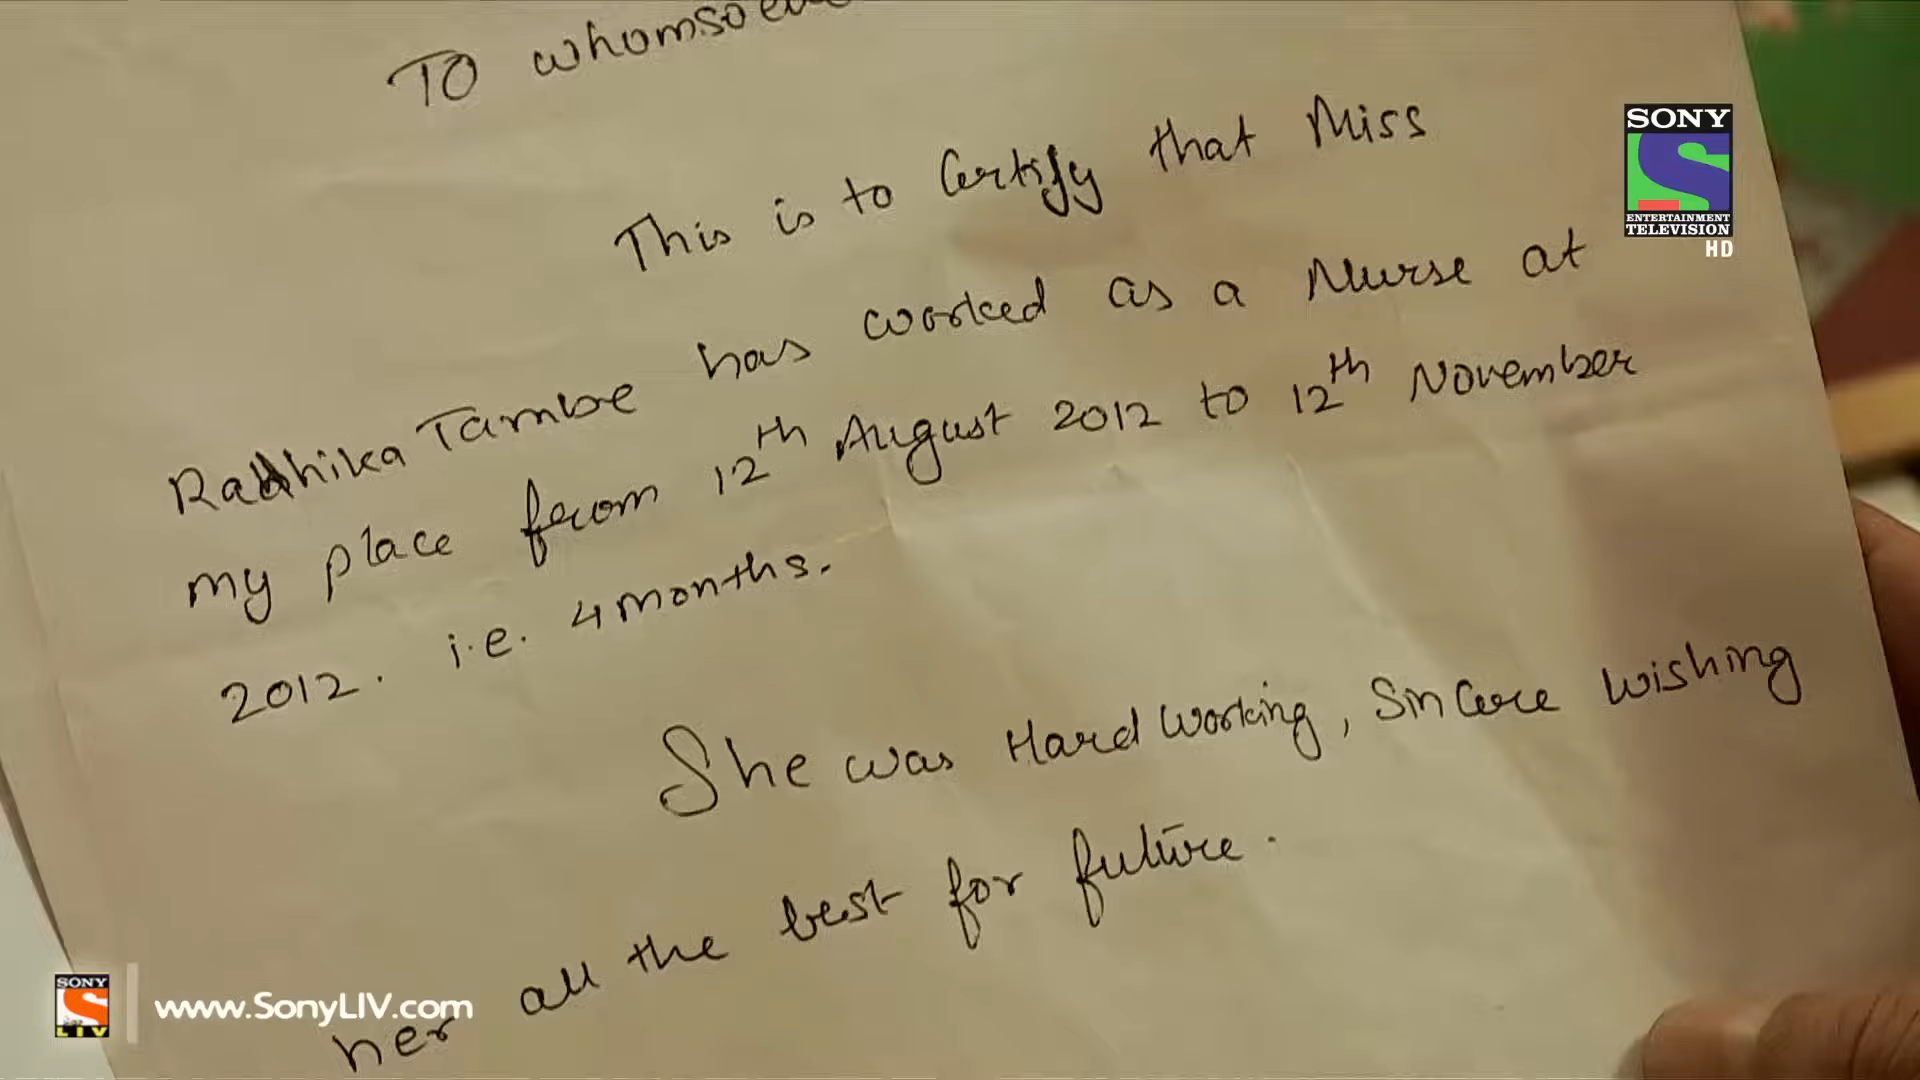 TO whomsoeve
This is to Certify that Miss
Radhika Tambe has worked as a Nurse at
my place from 12th August 2012 to 12th November
2012. i.e. 4 months.
She was Hard working, Sincere wishing
her all the best for future.
SONY
ENTERTAINMENT
TELEVISION
HD
SONY
LIV
www.SonyLIV.com